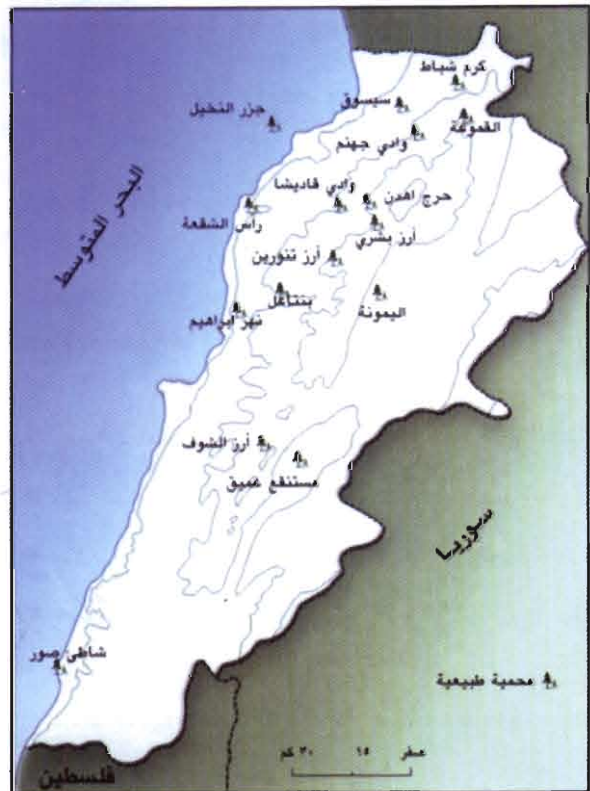 كرم شباط
سيسوق
القموعة
جزر النخيل
وادي جهنم
وادي قاديشا
حرج اهدن
رأس الشقعة
أرز بشري
أرز تنورين
بنتاعل
اليمونة
نهر ابراهيم
البحر المتوسط
أرز الشوف
مستنقع عميق
سوريا
شاطئ صور
محمية طبيعية
صفر ١٥ ٣٠ كم
فلسطين